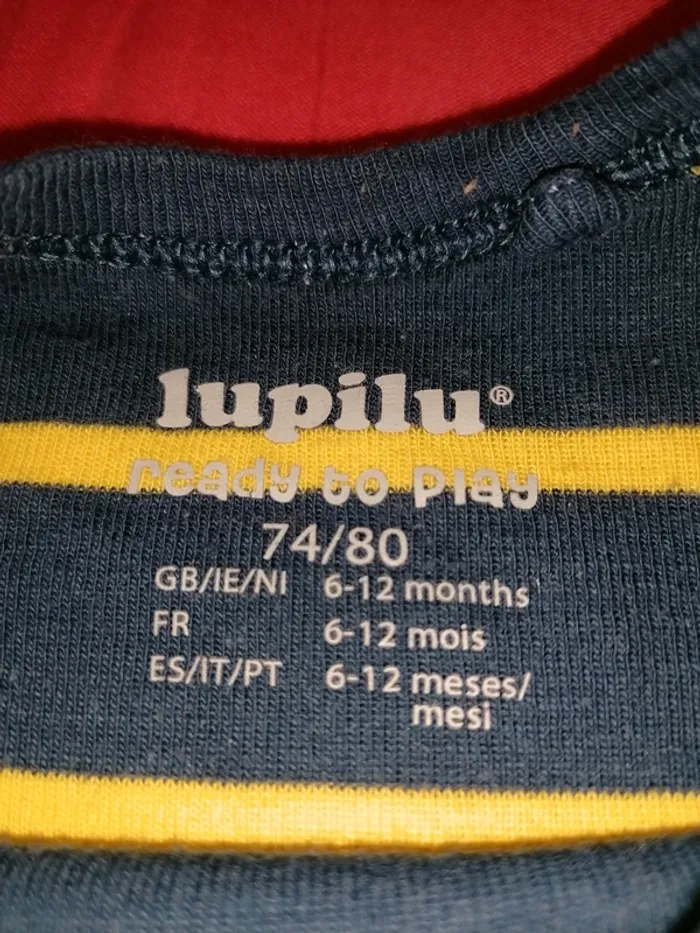 lupilu®
ready to play
74/80
GB/IE/NI 6-12 months
FR 6-12 mois
ES/IT/PT 6-12 meses/
mesi